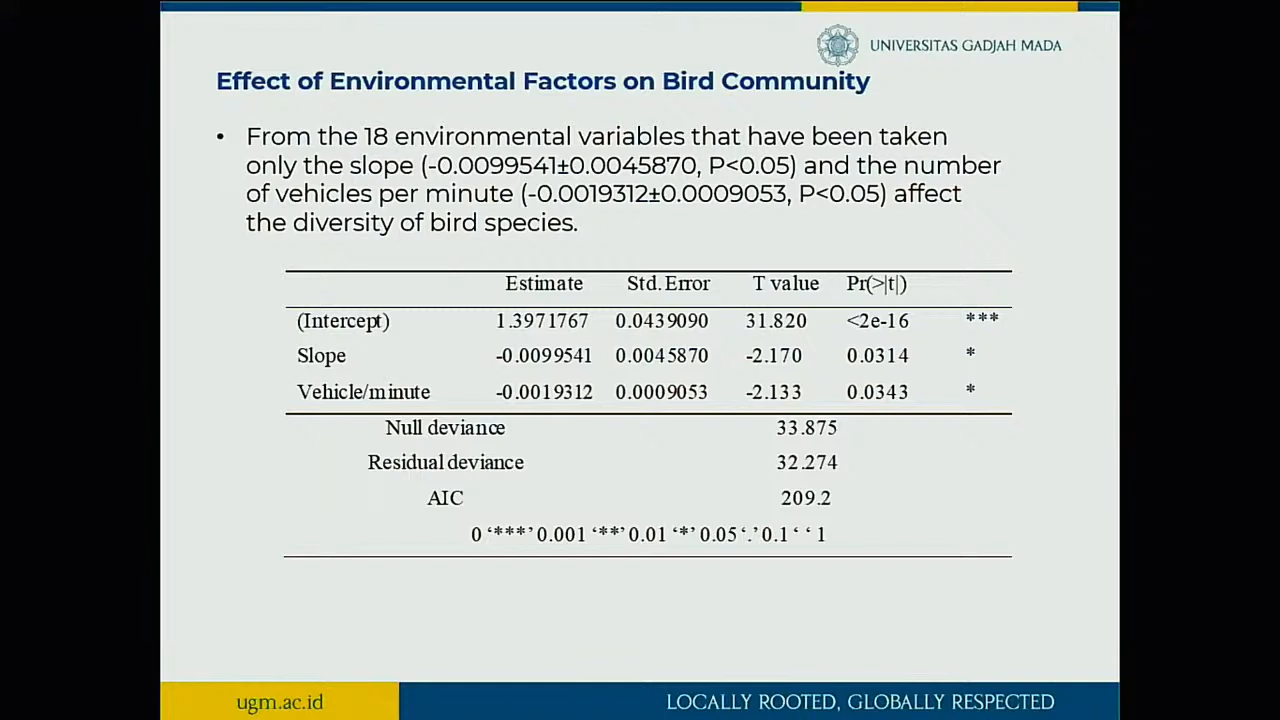 UNIVERSITAS GADJAH MADA
Effect of Environmental Factors on Bird Community
• From the 18 environmental variables that have been taken
only the slope (-0.0099541±0.0045870, P<0.05) and the number
of vehicles per minute (-0.0019312±0.0009053, P<0.05) affect
the diversity of bird species.
Estimate Std. Error T value Pr(>|t|)
(Intercept) 1.3971767 0.0439090 31.820 <2e-16 ***
Slope -0.0099541 0.0045870 -2.170 0.0314 *
Vehicle/minute -0.0019312 0.0009053 -2.133 0.0343 *
Null deviance 33.875
Residual deviance 32.274
AIC 209.2
0 ‘***’ 0.001 ‘**’ 0.01 ‘*’ 0.05 ‘.’ 0.1 ‘ ‘ 1
ugm.ac.id
LOCALLY ROOTED, GLOBALLY RESPECTED